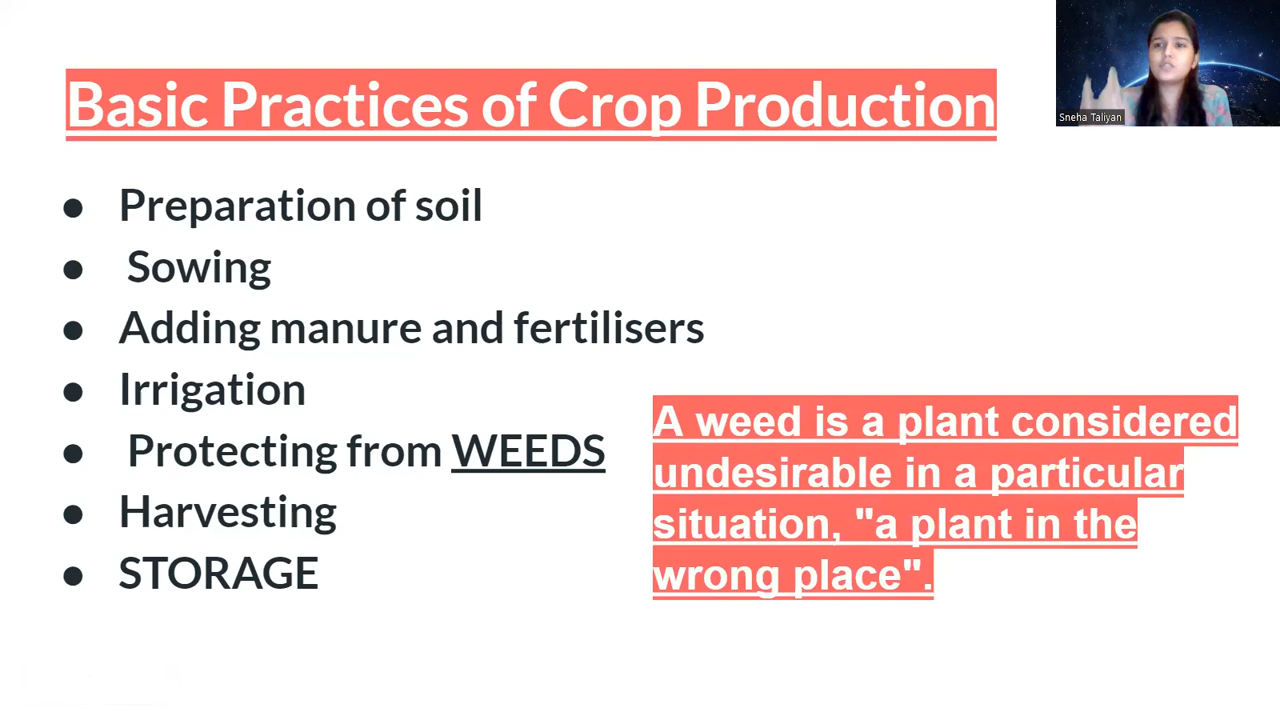 Basic Practices of Crop Production
Sneha Taliyan
● Preparation of soil
● Sowing
● Adding manure and fertilisers
● Irrigation
● Protecting from WEEDS
● Harvesting
● STORAGE
A weed is a plant considered
undesirable in a particular
situation, "a plant in the
wrong place".